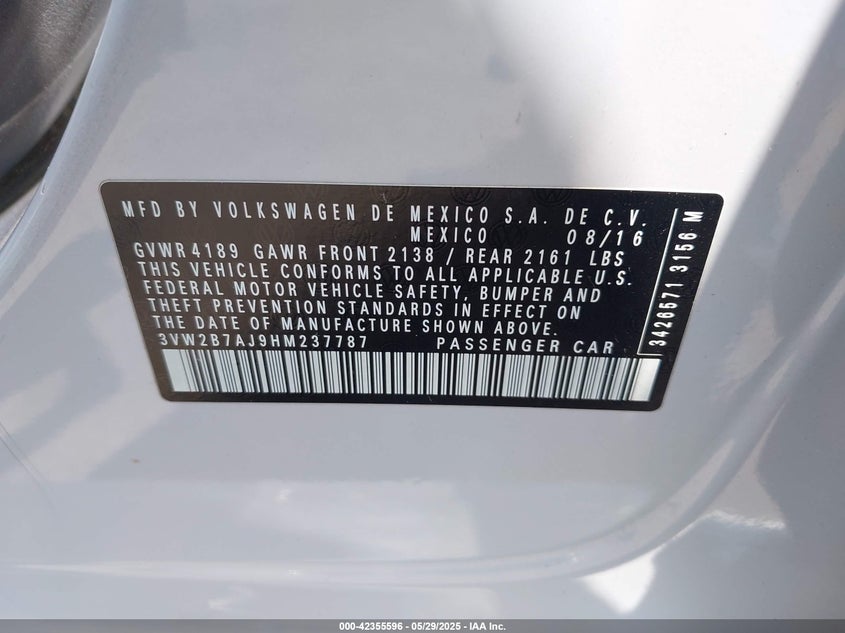 MFD BY VOLKSWAGEN DE MEXICO S.A. DE C.V.
MEXICO 08/16
GVWR 4189 GAWR FRONT 2138 / REAR 2161 LBS
THIS VEHICLE CONFORMS TO ALL APPLICABLE U.S.
FEDERAL MOTOR VEHICLE SAFETY, BUMPER AND
THEFT PREVENTION STANDARDS IN EFFECT ON
THE DATE OF MANUFACTURE SHOWN ABOVE.
3VW2B7AJ9HM237787 PASSENGER CAR
3426571 3156 M
000-42355596 - 05/29/2025 - IAA Inc.